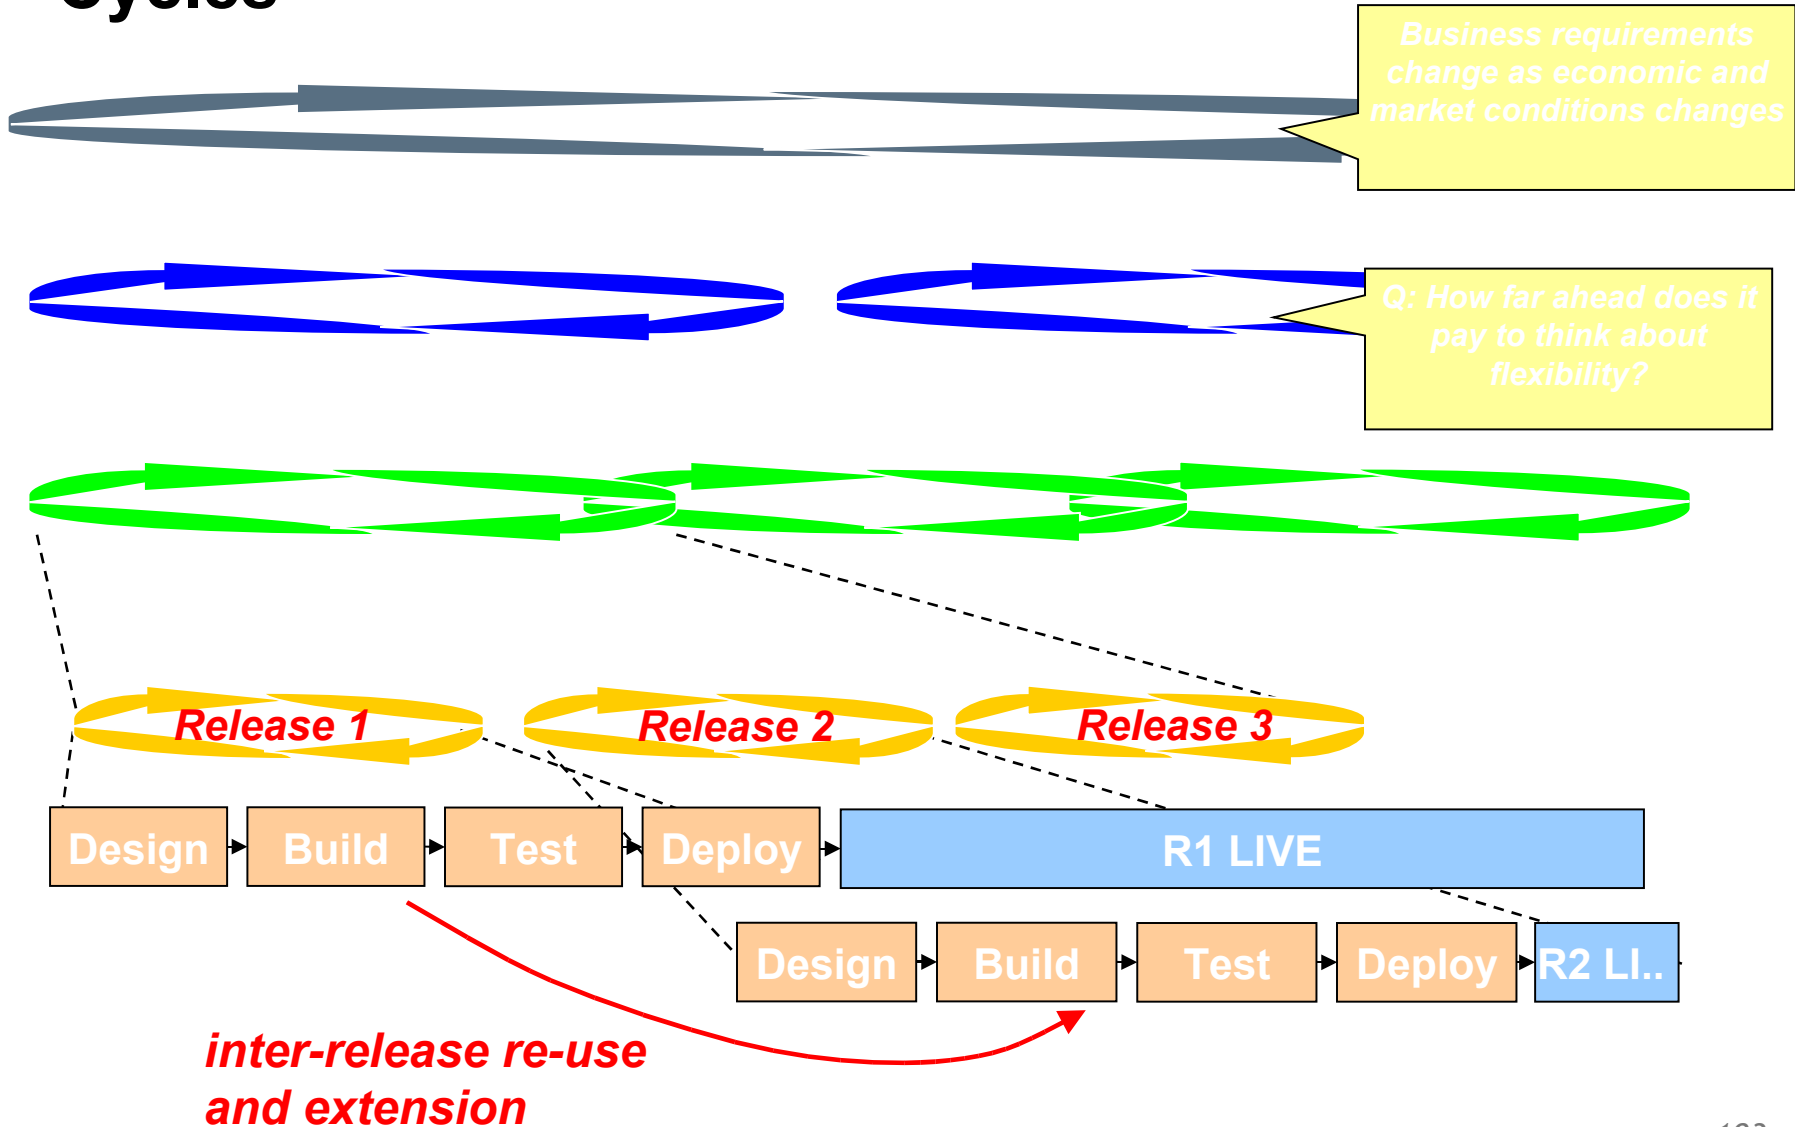 Cycles
Business requirements
change as economic and
market conditions changes
Q: How far ahead does it
pay to think about
flexibility?
Release 1
Release 2
Release 3
Design
Build
Test
Deploy
R1 LIVE
Design
Build
Test
Deploy
R2 LI..
inter-release re-use
and extension